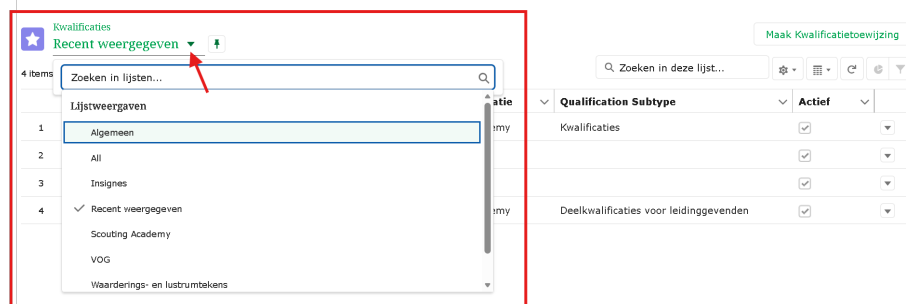 Kwalificaties
Recent weergegeven
Maak Kwalificatietoewijzing
4 items
Zoeken in lijsten...
Zoeken in deze lijst...
Lijstweergaven
Algemeen
All
Insignes
Recent weergegeven
Scouting Academy
VOG
Waarderings- en lustrumtekens
atie
Qualification Subtype
Actief
1
emy
Kwalificaties
2
3
4
emy
Deelkwalificaties voor leidinggevenden